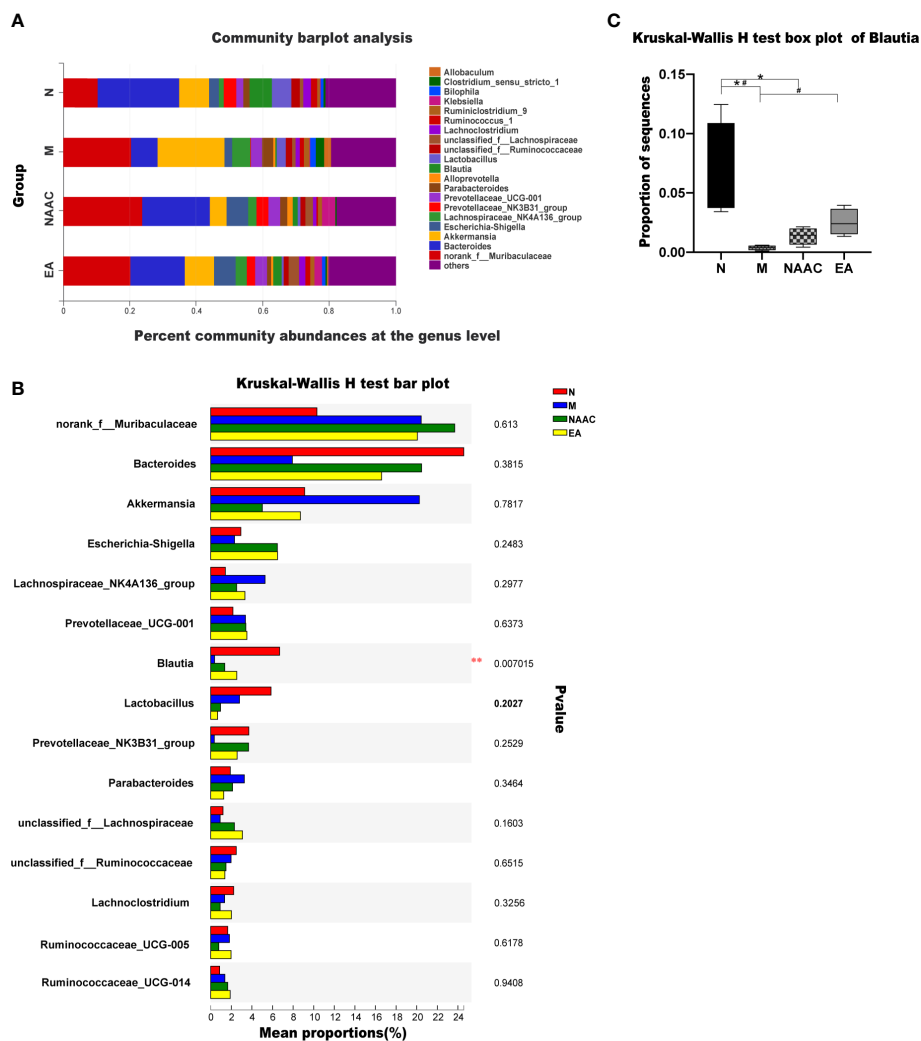 A
Community barplot analysis
Group
N
M
NAAC
EA
0
0.2
0.4
0.6
0.8
1.0
Percent community abundances at the genus level
Allobaculum
Clostridium_sensu_stricto_1
Bilophila
Klebsiella
Ruminiclostridium_9
Ruminococcus_1
Lachnoclostridium
unclassified_f__Lachnospiraceae
unclassified_f__Ruminococcaceae
Lactobacillus
Blautia
Alloprevotella
Parabacteroides
Prevotellaceae_UCG-001
Prevotellaceae_NK3B31_group
Lachnospiraceae_NK4A136_group
Escherichia-Shigella
Akkermansia
Bacteroides
norank_f__Muribaculaceae
others
C
Kruskal-Wallis H test box plot of Blautia
Proportion of sequences
0.15
0.10
0.05
0.00
*
* #
#
N
M
NAAC
EA
B
Kruskal-Wallis H test bar plot
N
M
NAAC
EA
norank_f__Muribaculaceae 0.613
Bacteroides 0.3815
Akkermansia 0.7817
Escherichia-Shigella 0.2483
Lachnospiraceae_NK4A136_group 0.2977
Prevotellaceae_UCG-001 0.6373
Blautia ** 0.007015
Lactobacillus 0.2027
Prevotellaceae_NK3B31_group 0.2529
Parabacteroides 0.3464
unclassified_f__Lachnospiraceae 0.1603
unclassified_f__Ruminococcaceae 0.6515
Lachnoclostridium 0.3256
Ruminococcaceae_UCG-005 0.6178
Ruminococcaceae_UCG-014 0.9408
Pvalue
0 2 4 6 8 10 12 14 16 18 20 22 24
Mean proportions(%)